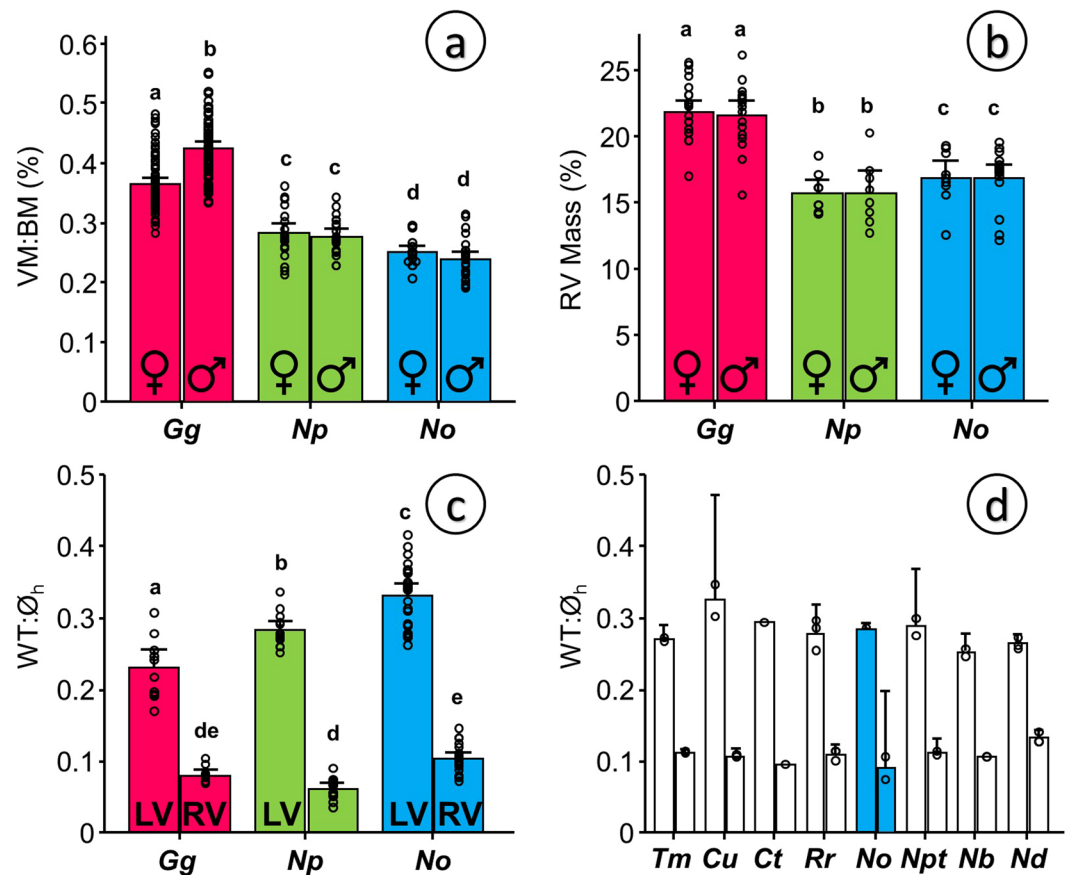 a
VM:BM (%)
0.6
0.5
0.4
0.3
0.2
0.1
0
a
b
c
c
d
d
♀ ♂ ♀ ♂ ♀ ♂
Gg Np No
b
RV Mass (%)
25
20
15
10
5
0
a a
b b
c c
♀ ♂ ♀ ♂ ♀ ♂
Gg Np No
c
WT:Øh
0.5
0.4
0.3
0.2
0.1
0
a
de
b
d
c
e
LV RV LV LV RV
Gg Np No
d
WT:Øh
0.5
0.4
0.3
0.2
0.1
0
Tm Cu Ct Rr No Npt Nb Nd